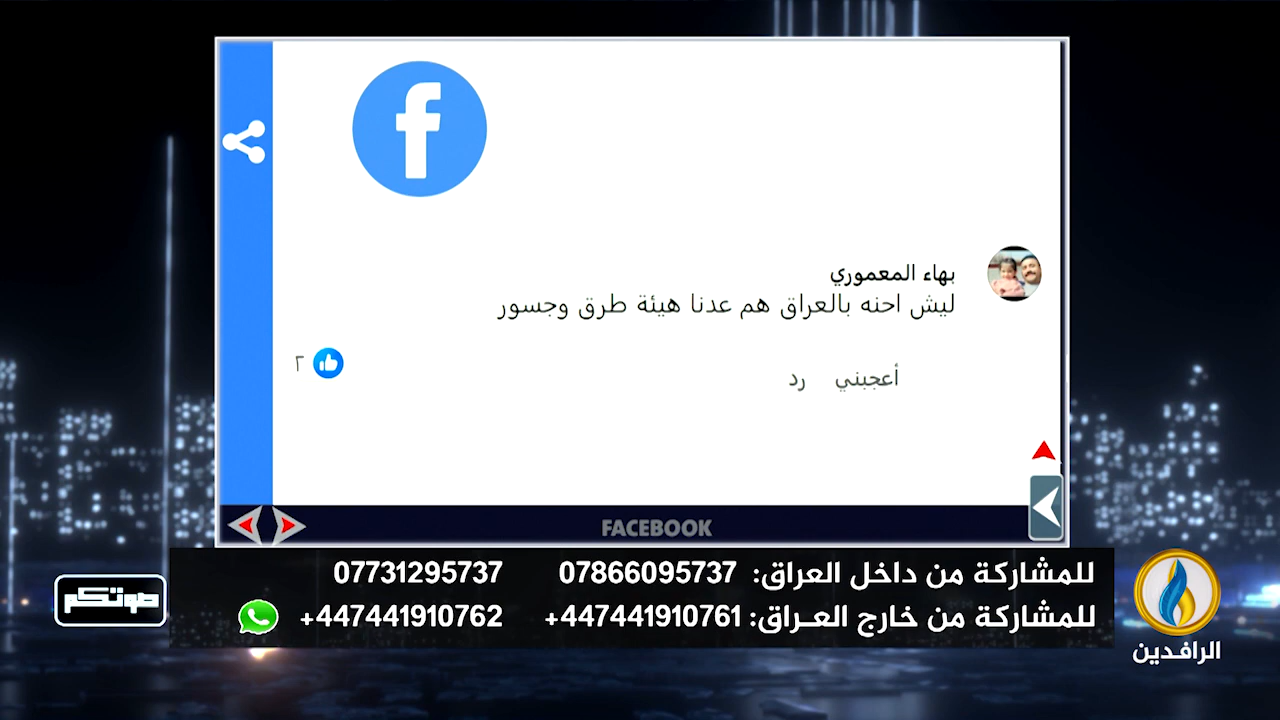 بهاء المعموري
ليش احنه بالعراق هم عدنا هيئة طرق وجسور
٢
أعجبني رد
FACEBOOK
للمشاركة من داخل العراق: 07866095737 07731295737
للمشاركة من خارج العـراق: 447441910761+ 447441910762+
صوتكم
الرافدين